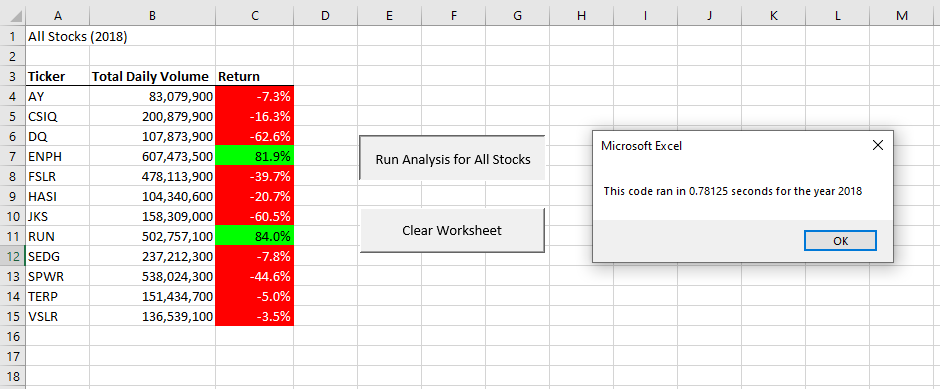 A B C D E F G H I J K L M
1 All Stocks (2018)
2
3 Ticker Total Daily Volume Return
4 AY 83,079,900 -7.3%
5 CSIQ 200,879,900 -16.3%
6 DQ 107,873,900 -62.6%
7 ENPH 607,473,500 81.9%
8 FSLR 478,113,900 -39.7%
9 HASI 104,340,600 -20.7%
10 JKS 158,309,000 -60.5%
11 RUN 502,757,100 84.0%
12 SEDG 237,212,300 -7.8%
13 SPWR 538,024,300 -44.6%
14 TERP 151,434,700 -5.0%
15 VSLR 136,539,100 -3.5%
16
17
18
Run Analysis for All Stocks
Clear Worksheet
Microsoft Excel
This code ran in 0.78125 seconds for the year 2018
OK